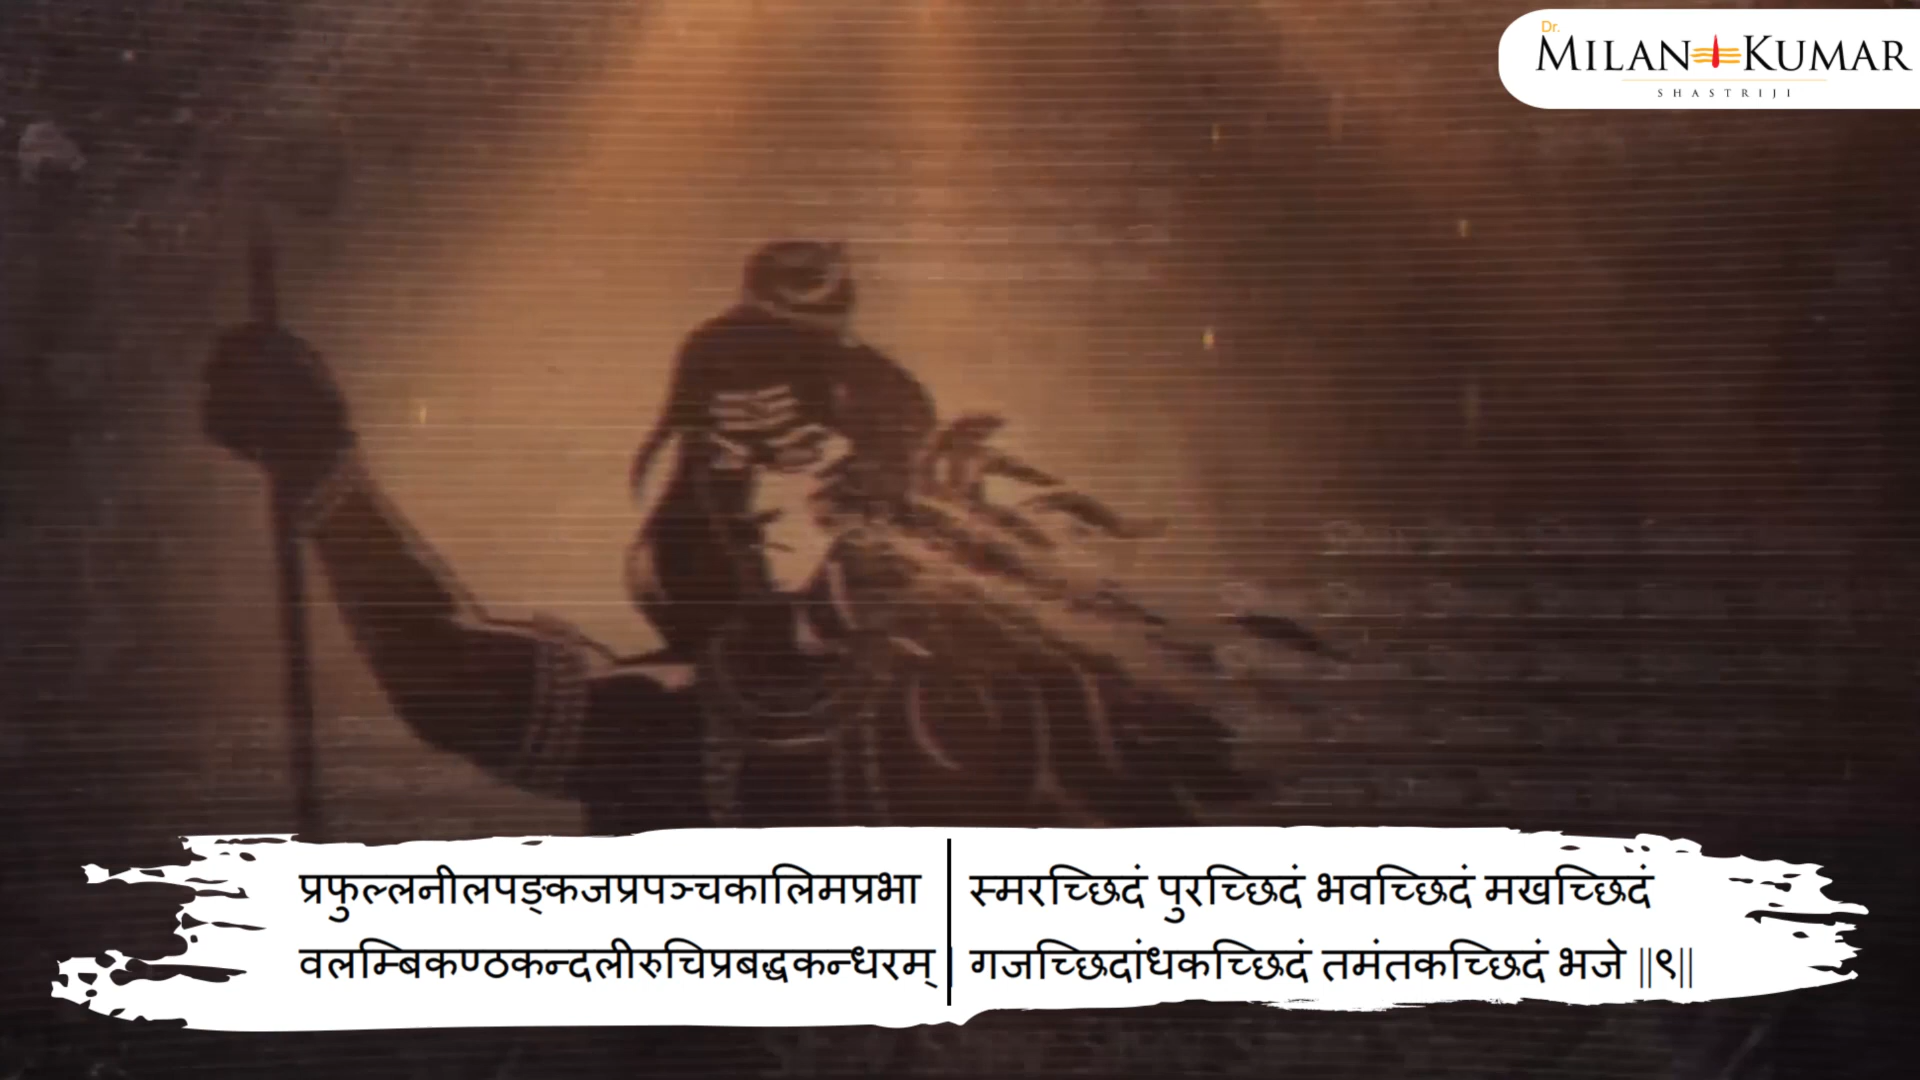 Dr.
MILAN KUMAR
SHASTRIJI
प्रफुल्लनीलपङ्कजप्रपञ्चकालिमप्रभा
वलम्बिकण्ठकन्दलीरुचिप्रबद्धकन्धरम् |
स्मरच्छिदं पुरच्छिदं भवच्छिदं मखच्छिदं
गजच्छिदांधकच्छिदं तमंतकच्छिदं भजे ||९||